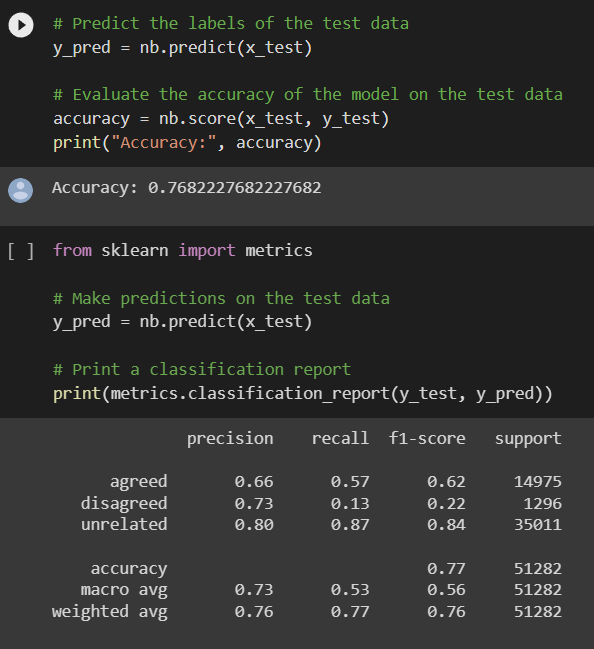 # Predict the labels of the test data
y_pred = nb.predict(x_test)
# Evaluate the accuracy of the model on the test data
accuracy = nb.score(x_test, y_test)
print("Accuracy:", accuracy)
Accuracy: 0.7682227682227682
[ ] from sklearn import metrics
# Make predictions on the test data
y_pred = nb.predict(x_test)
# Print a classification report
print(metrics.classification_report(y_test, y_pred))
precision recall f1-score support
agreed 0.66 0.57 0.62 14975
disagreed 0.73 0.13 0.22 1296
unrelated 0.80 0.87 0.84 35011
accuracy 0.77 51282
macro avg 0.73 0.53 0.56 51282
weighted avg 0.76 0.77 0.76 51282